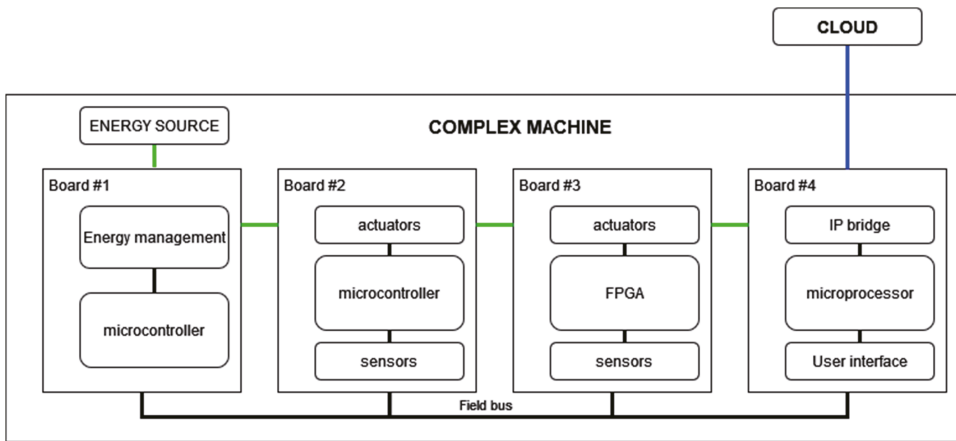 CLOUD
ENERGY SOURCE
COMPLEX MACHINE
Board #1
Energy management
microcontroller
Board #2
actuators
microcontroller
sensors
Board #3
actuators
FPGA
sensors
Board #4
IP bridge
microprocessor
User interface
Field bus